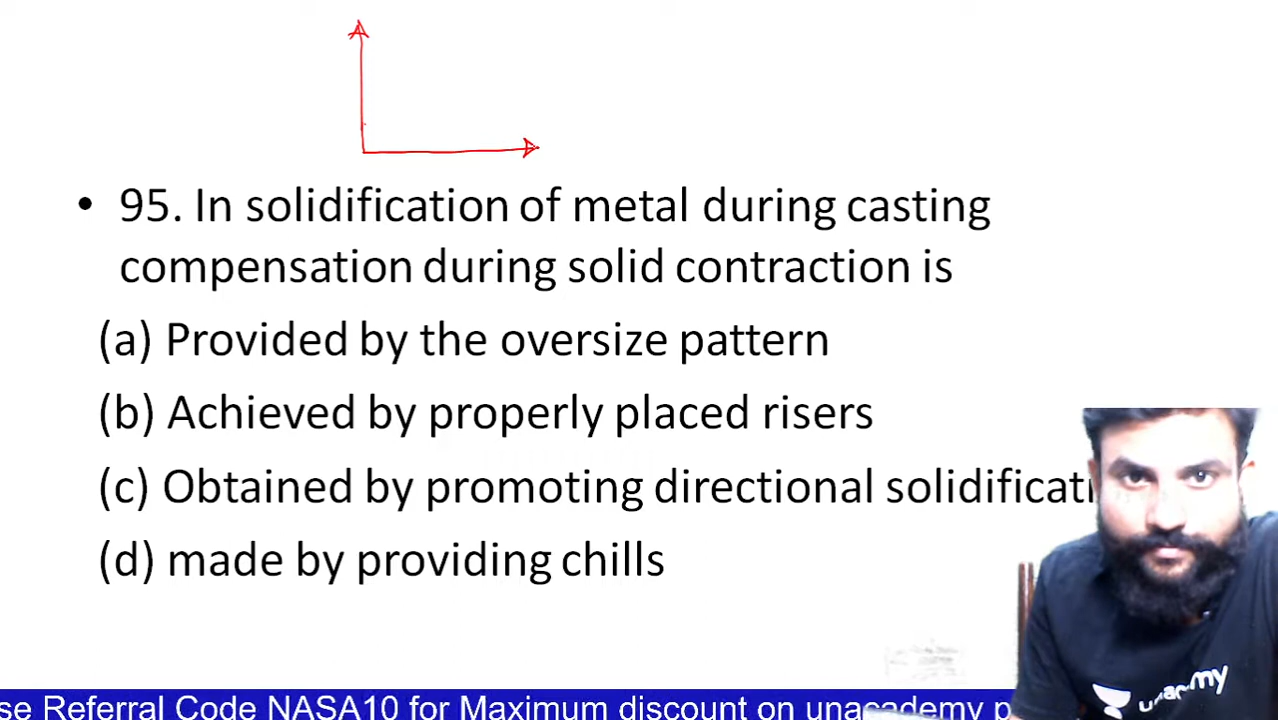 • 95. In solidification of metal during casting
compensation during solid contraction is
(a) Provided by the oversize pattern
(b) Achieved by properly placed risers
(c) Obtained by promoting directional
(d) made by providing chills
unacademy
Referral Code NASA10 for Maximum discount on unacademy